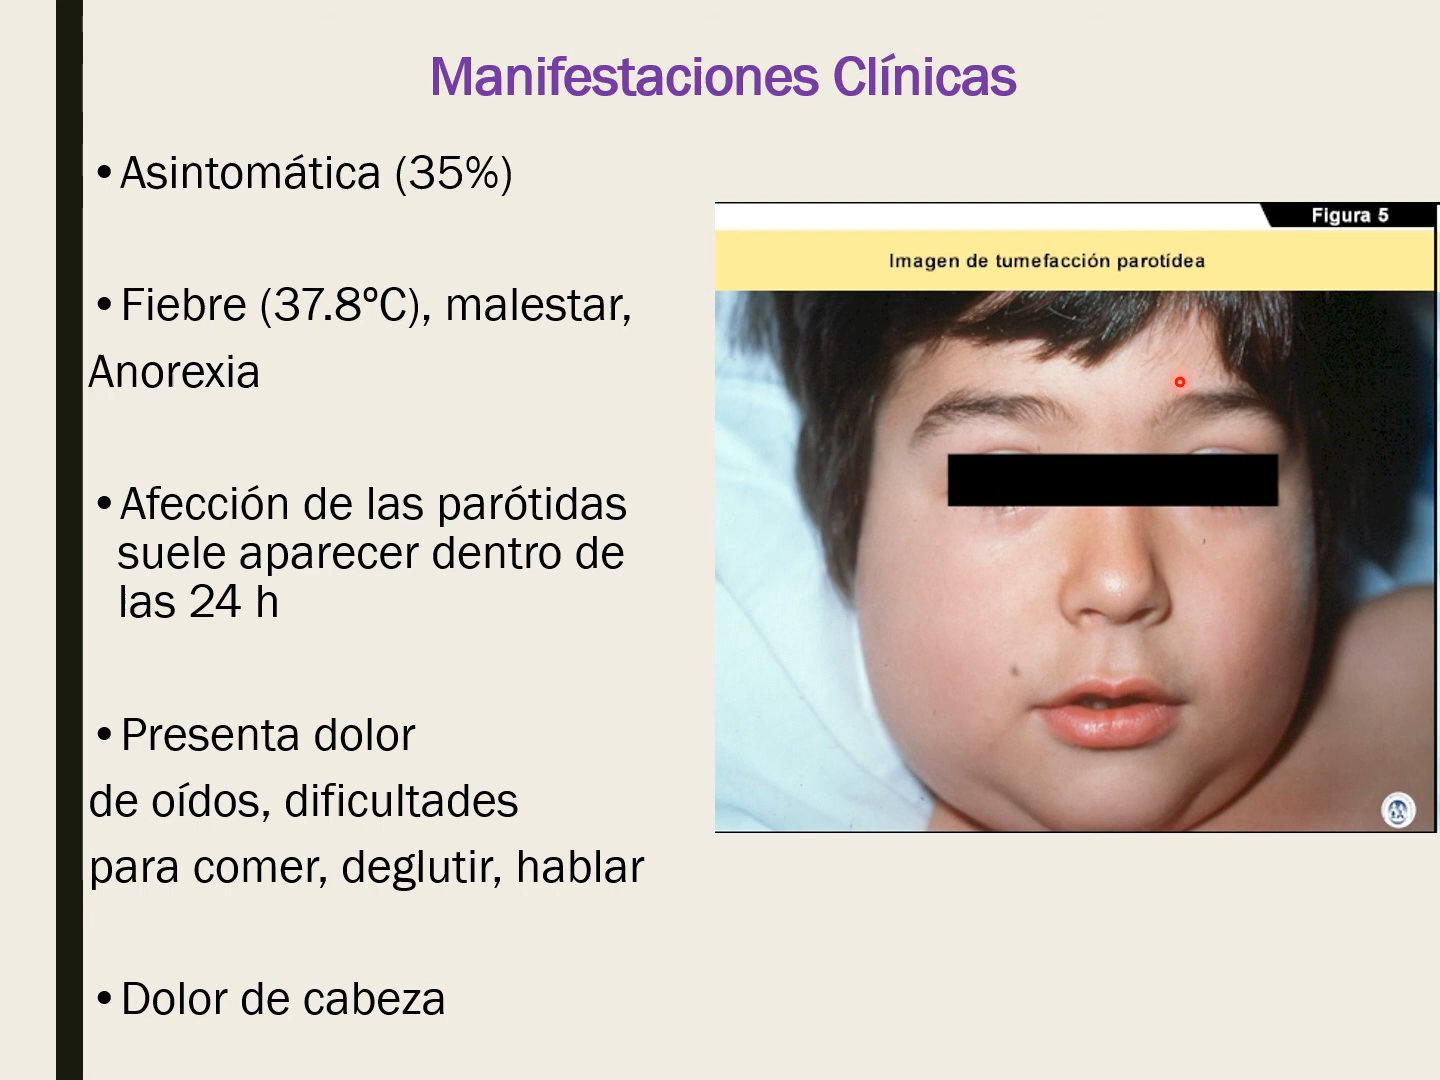 Manifestaciones Clínicas
•Asintomática (35%)
•Fiebre (37.8ºC), malestar,
Anorexia
•Afección de las parótidas
suele aparecer dentro de
las 24 h
•Presenta dolor
de oídos, dificultades
para comer, deglutir, hablar
•Dolor de cabeza
Figura 5
Imagen de tumefacción parotídea